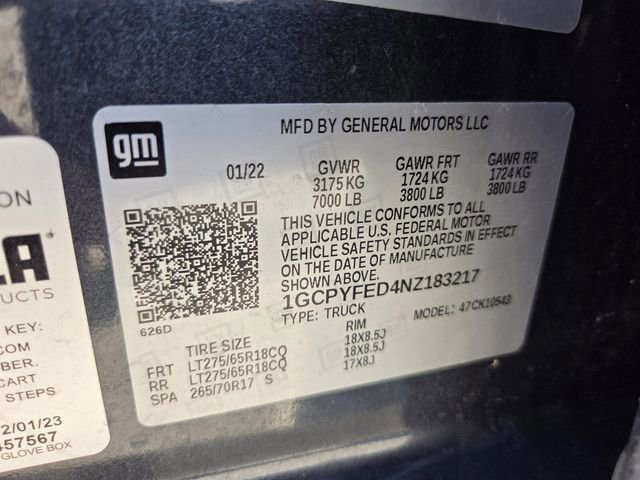 gm
MFD BY GENERAL MOTORS LLC
01/22
GVWR GAWR FRT GAWR RR
3175 KG 1724 KG 1724 KG
7000 LB 3800 LB 3800 LB
THIS VEHICLE CONFORMS TO ALL
APPLICABLE U.S. FEDERAL MOTOR
VEHICLE SAFETY STANDARDS IN EFFECT
ON THE DATE OF MANUFACTURE
SHOWN ABOVE.
1GCPYFED4NZ183217
626D
TYPE: TRUCK MODEL: 47CK10543
TIRE SIZE RIM
FRT LT275/65R18CQ 18X8.5J
RR LT275/65R18CQ 18X8.5J
SPA 265/70R17 S 17X8J
ON
LA®
DUCTS
KEY:
COM
BER.
CART
STEPS
2/01/23
457567
GLOVE BOX